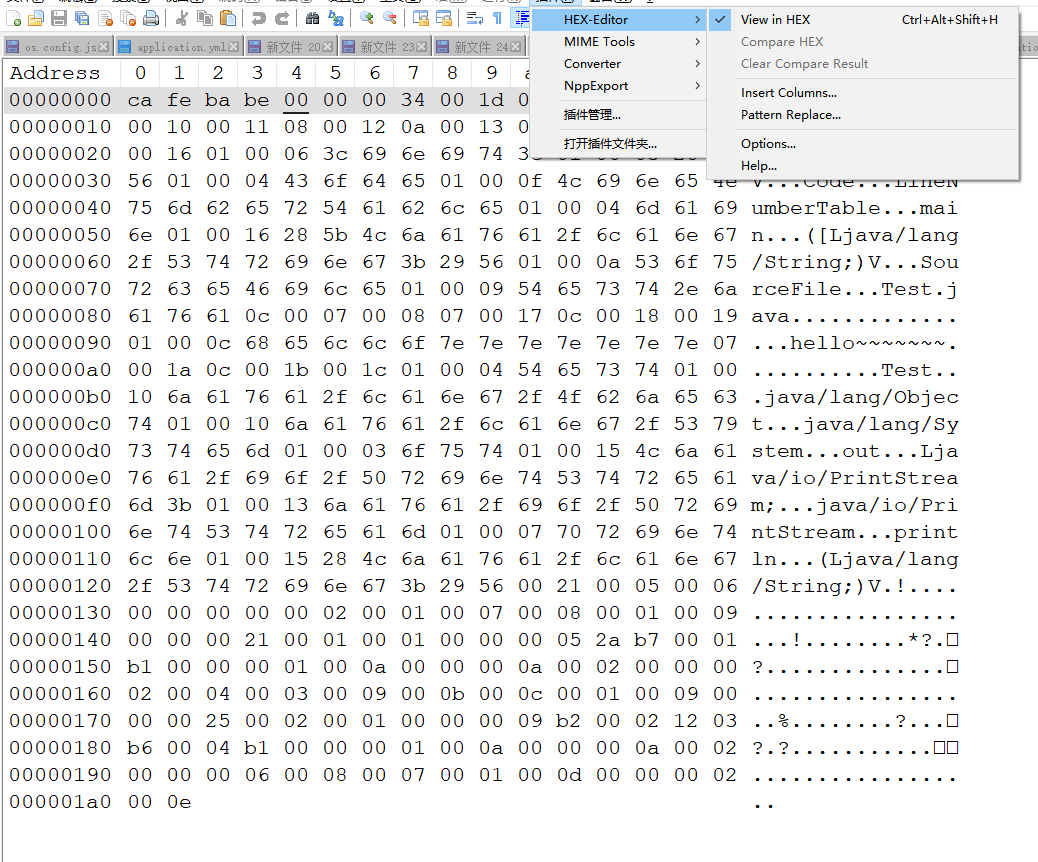 插件
os.config.js
application.yml
新文件 20
新文件 23
新文件 24
HEX-Editor
MIME Tools
Converter
NppExport
插件管理...
打开插件文件夹...
View in HEX Ctrl+Alt+Shift+H
Compare HEX
Clear Compare Result
Insert Columns...
Pattern Replace...
Options...
Help...
Address 0 1 2 3 4 5 6 7 8 9
00000000 ca fe ba be 00 00 00 34 00 1d
00000010 00 10 00 11 08 00 12 0a 00 13
00000020 00 16 01 00 06 3c 69 6e 69 74
00000030 56 01 00 04 43 6f 64 65 01 00 0f 4c 69 6e 65 4e V...Code...LineN
00000040 75 6d 62 65 72 54 61 62 6c 65 01 00 04 6d 61 69 umberTable...mai
00000050 6e 01 00 16 28 5b 4c 6a 61 76 61 2f 6c 61 6e 67 n...([Ljava/lang
00000060 2f 53 74 72 69 6e 67 3b 29 56 01 00 0a 53 6f 75 /String;)V...Sou
00000070 72 63 65 46 69 6c 65 01 00 09 54 65 73 74 2e 6a rceFile...Test.j
00000080 61 76 61 0c 00 07 00 08 07 00 17 0c 00 18 00 19 ava.............
00000090 01 00 0c 68 65 6c 6c 6f 7e 7e 7e 7e 7e 7e 7e 07 ...hello~~~~~~~.
000000a0 00 1a 0c 00 1b 00 1c 01 00 04 54 65 73 74 01 00 ..........Test..
000000b0 10 6a 61 76 61 2f 6c 61 6e 67 2f 4f 62 6a 65 63 .java/lang/Objec
000000c0 74 01 00 10 6a 61 76 61 2f 6c 61 6e 67 2f 53 79 t...java/lang/Sy
000000d0 73 74 65 6d 01 00 03 6f 75 74 01 00 15 4c 6a 61 stem...out...Lja
000000e0 76 61 2f 69 6f 2f 50 72 69 6e 74 53 74 72 65 61 va/io/PrintStrea
000000f0 6d 3b 01 00 13 6a 61 76 61 2f 69 6f 2f 50 72 69 m;...java/io/Pri
00000100 6e 74 53 74 72 65 61 6d 01 00 07 70 72 69 6e 74 ntStream...print
00000110 6c 6e 01 00 15 28 4c 6a 61 76 61 2f 6c 61 6e 67 ln...(Ljava/lang
00000120 2f 53 74 72 69 6e 67 3b 29 56 00 21 00 05 00 06 /String;)V.!....
00000130 00 00 00 00 00 02 00 01 00 07 00 08 00 01 00 09 ................
00000140 00 00 00 21 00 01 00 01 00 00 00 05 2a b7 00 01 ...!........*?.□
00000150 b1 00 00 00 01 00 0a 00 00 00 0a 00 02 00 00 00 ?..............□
00000160 02 00 04 00 03 00 09 00 0b 00 0c 00 01 00 09 00 ................
00000170 00 00 25 00 02 00 01 00 00 00 09 b2 00 02 12 03 ..%........?...□
00000180 b6 00 04 b1 00 00 00 01 00 0a 00 00 00 0a 00 02 ?.?...........□□
00000190 00 00 00 06 00 08 00 07 00 01 00 0d 00 00 00 02 ................
000001a0 00 0e ..